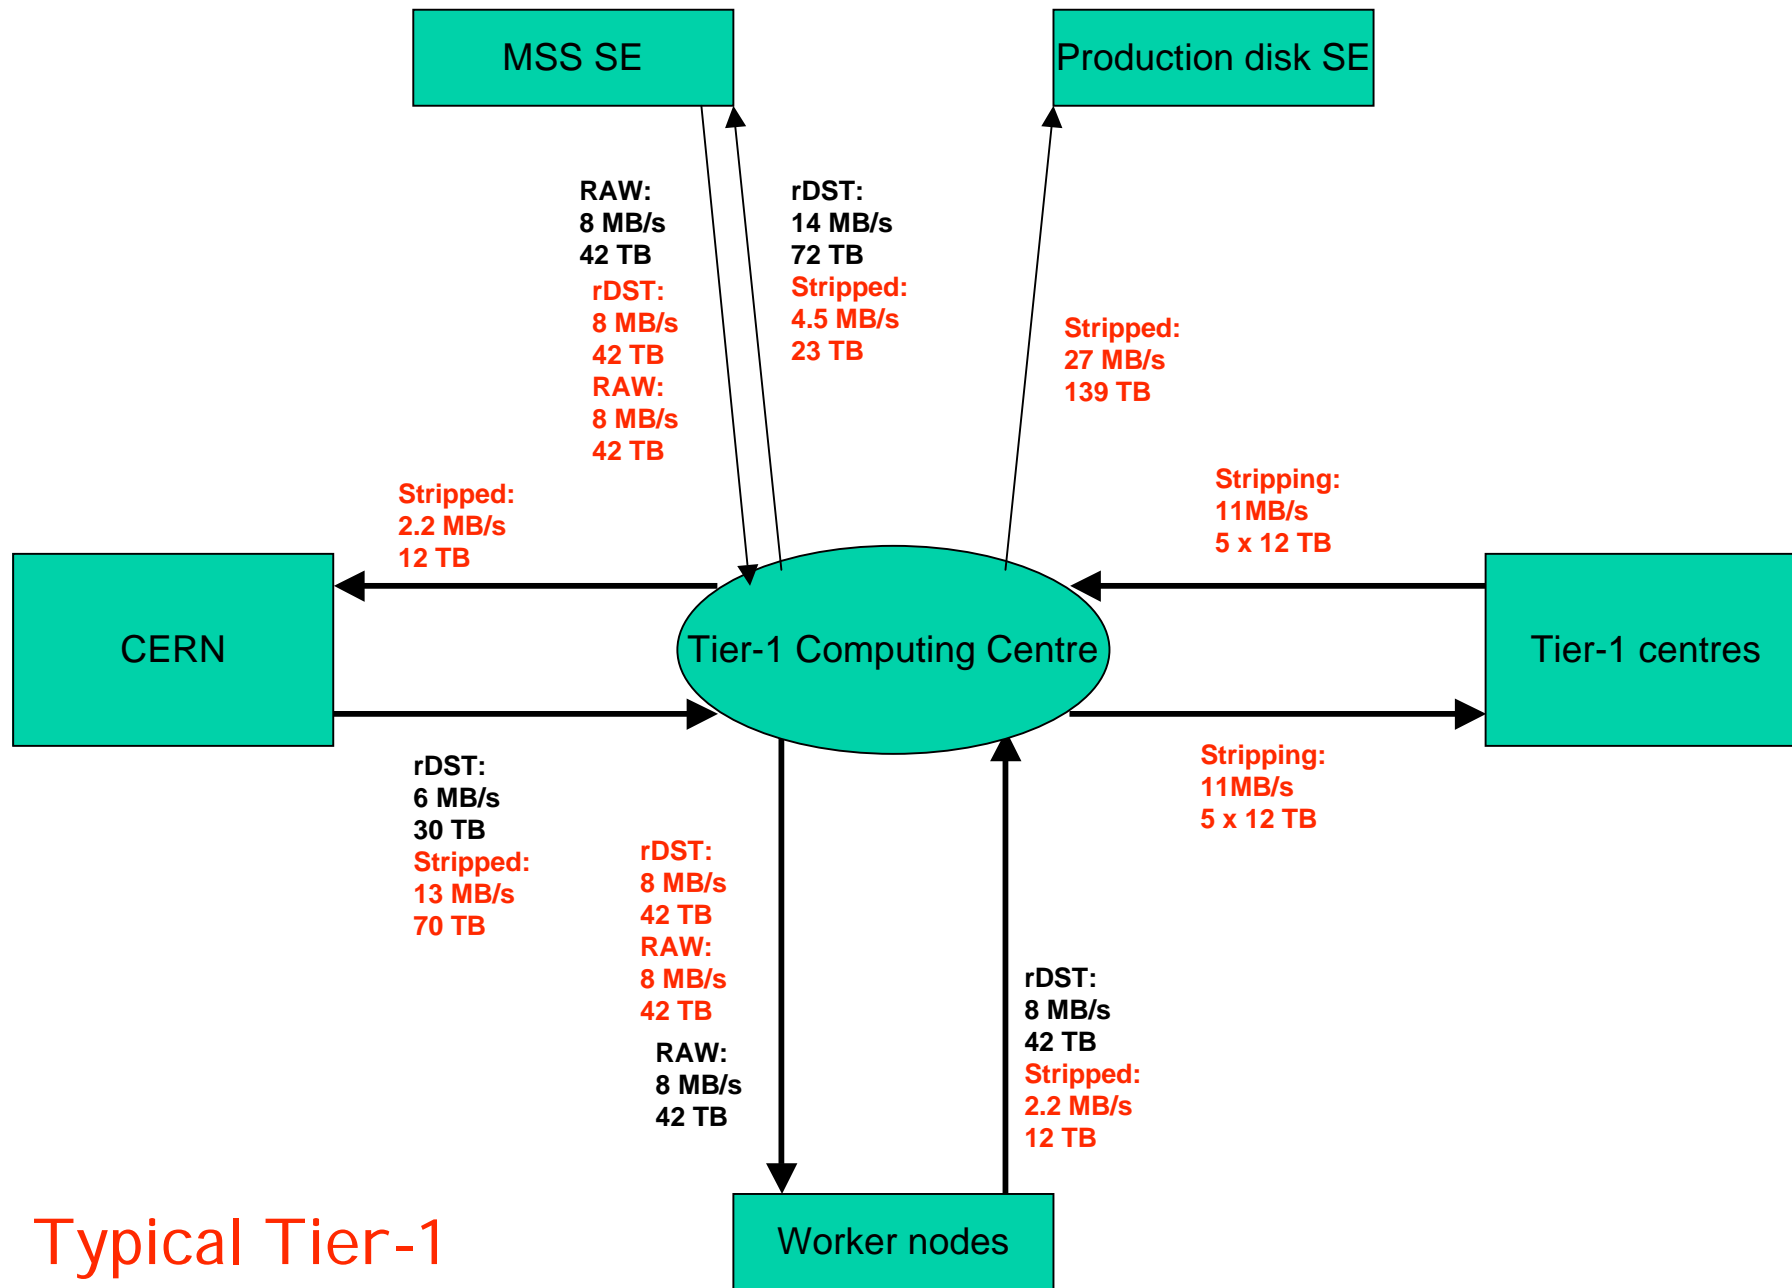 MSS SE
Production disk SE
RAW:
8 MB/s
42 TB
rDST:
8 MB/s
42 TB
RAW:
8 MB/s
42 TB
rDST:
14 MB/s
72 TB
Stripped:
4.5 MB/s
23 TB
Stripped:
27 MB/s
139 TB
Stripped:
2.2 MB/s
12 TB
Stripping:
11MB/s
5 x 12 TB
CERN
Tier-1 Computing Centre
Tier-1 centres
rDST:
6 MB/s
30 TB
Stripped:
13 MB/s
70 TB
rDST:
8 MB/s
42 TB
RAW:
8 MB/s
42 TB
RAW:
8 MB/s
42 TB
rDST:
8 MB/s
42 TB
Stripped:
2.2 MB/s
12 TB
Stripping:
11MB/s
5 x 12 TB
Worker nodes
Typical Tier-1